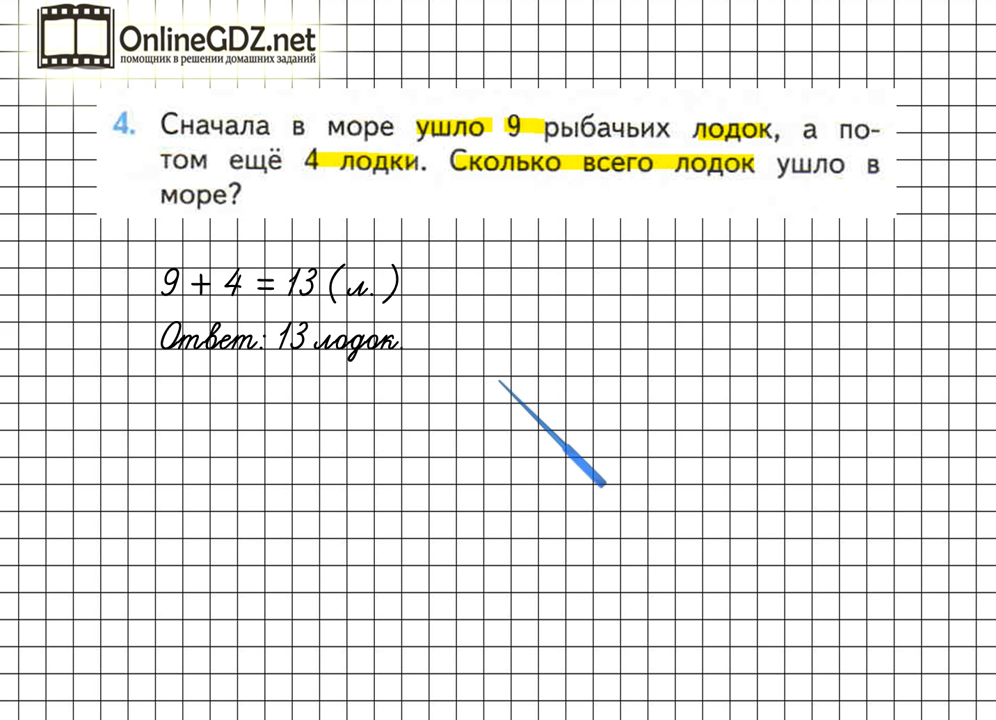 OnlineGDZ.net
помощник в решении домашних заданий
4. Сначала в море ушло 9 рыбачьих лодок, а по-
том ещё 4 лодки. Сколько всего лодок ушло в
море?
9 + 4 = 13 (л.)
Ответ: 13 лодок.